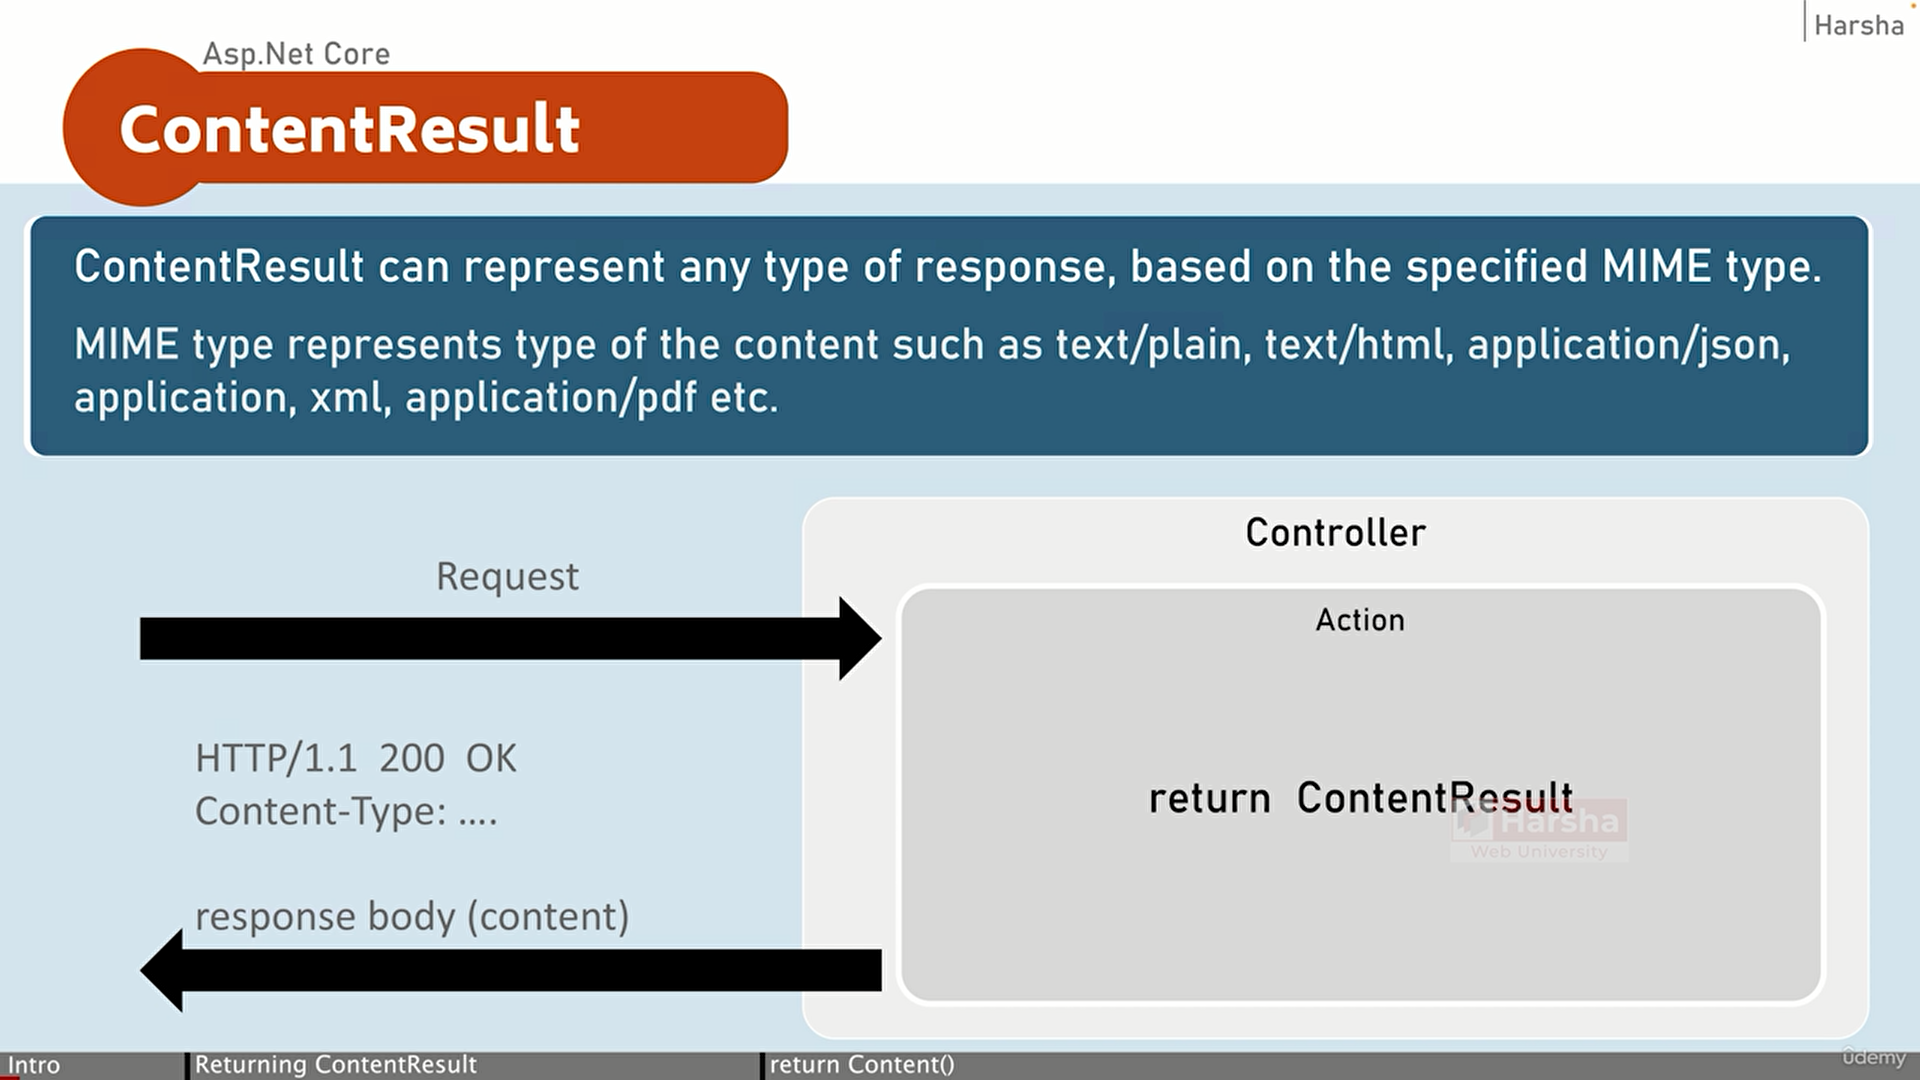 Harsha
Asp.Net Core
ContentResult
ContentResult can represent any type of response, based on the specified MIME type.
MIME type represents type of the content such as text/plain, text/html, application/json,
application, xml, application/pdf etc.
Controller
Request
Action
HTTP/1.1 200 OK
Content-Type: ....
return ContentResult
Harsha
Web University
response body (content)
Intro
Returning ContentResult
return Content()
ûdemy